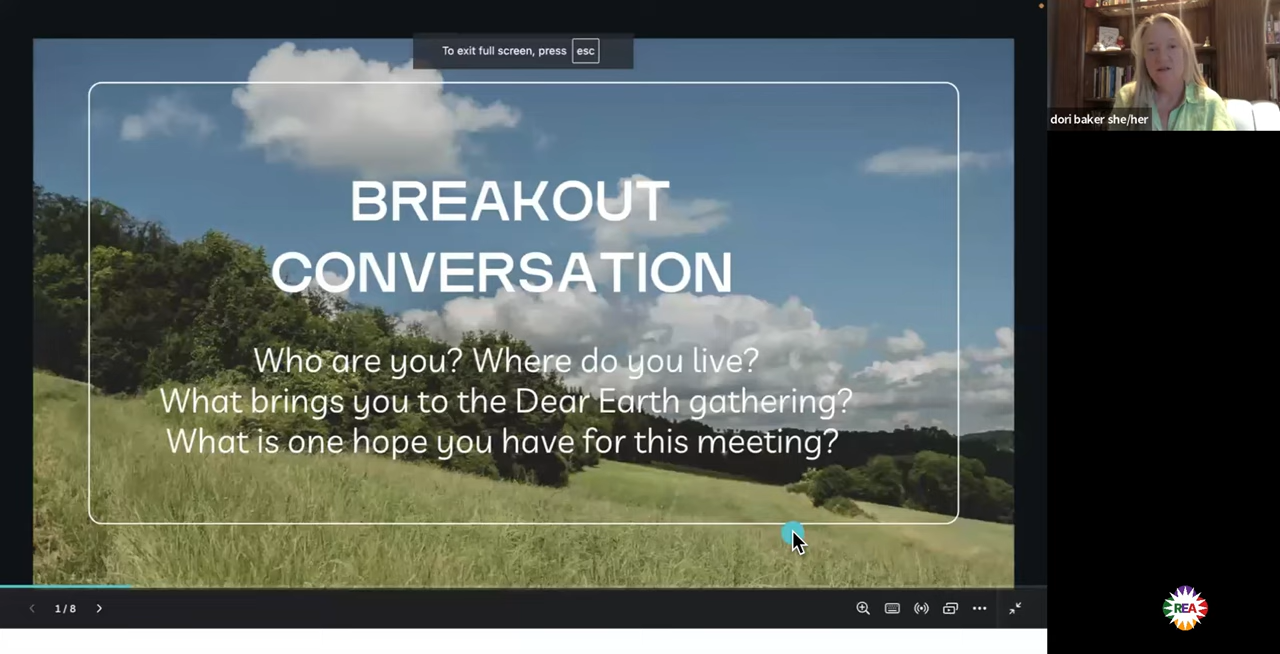 To exit full screen, press esc
BREAKOUT
CONVERSATION
Who are you? Where do you live?
What brings you to the Dear Earth gathering?
What is one hope you have for this meeting?
dori baker she/her
1 / 8
REA